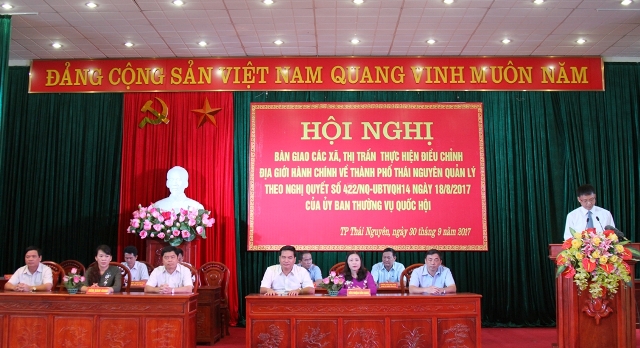 ĐẢNG CỘNG SẢN VIỆT NAM QUANG VINH MUÔN NĂM
HỘI NGHỊ
BÀN GIAO CÁC XÃ, THỊ TRẤN THỰC HIỆN ĐIỀU CHỈNH
ĐỊA GIỚI HÀNH CHÍNH VỀ THÀNH PHỐ THÁI NGUYÊN QUẢN LÝ
THEO NGHỊ QUYẾT SỐ 422/NQ-UBTVQH14 NGÀY 18/8/2017
CỦA ỦY BAN THƯỜNG VỤ QUỐC HỘI
TP Thái Nguyên, ngày 30 tháng 9 năm 2017